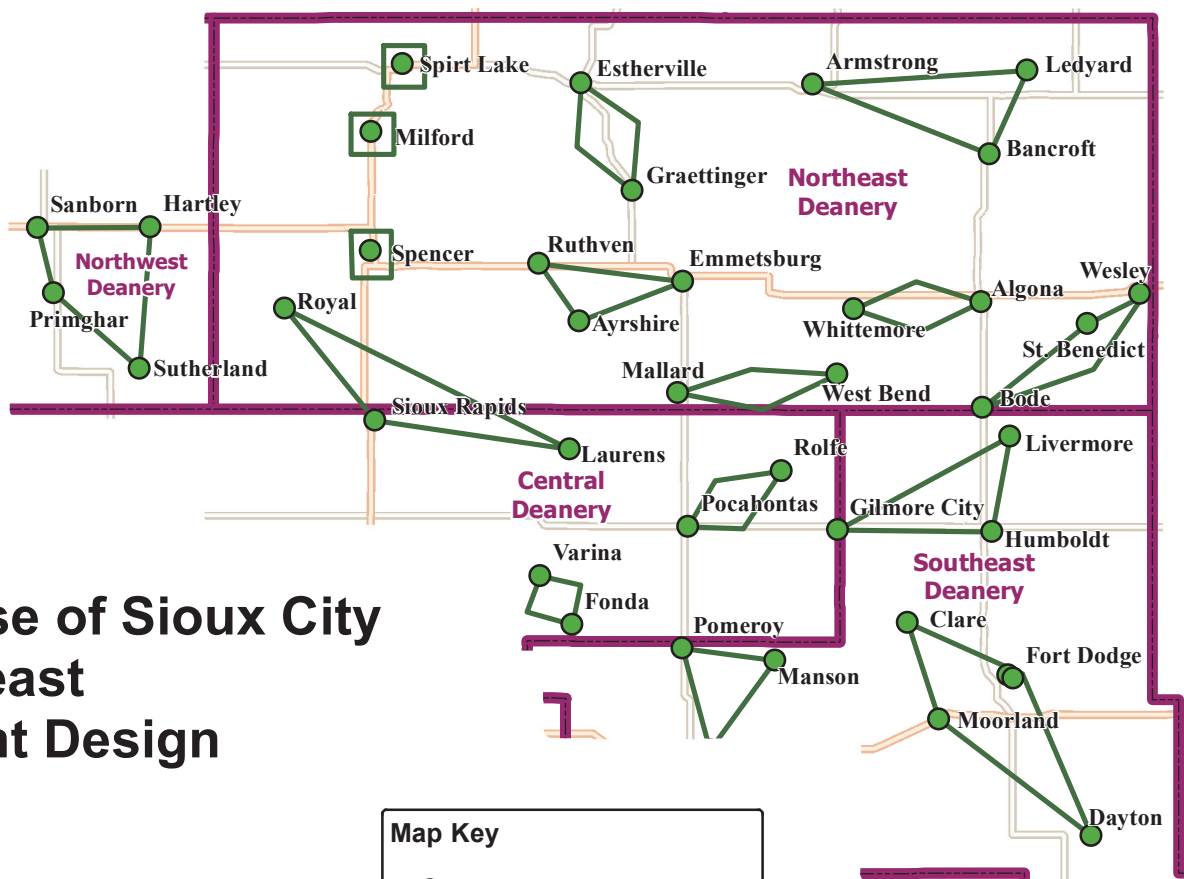 Spirt Lake
Estherville
Armstrong
Ledyard
Milford
Bancroft
Graettinger
Northeast
Deanery
Sanborn
Hartley
Northwest
Deanery
Spencer
Ruthven
Emmetsburg
Wesley
Primghar
Royal
Ayrshire
Whittemore
Algona
St. Benedict
Sutherland
Mallard
West Bend
Bode
Sioux Rapids
Laurens
Rolfe
Livermore
Central
Deanery
Pocahontas
Gilmore City
Humboldt
Varina
Fonda
Southeast
Deanery
se of Sioux City
east
nt Design
Pomeroy
Manson
Clare
Fort Dodge
Moorland
Dayton
Map Key